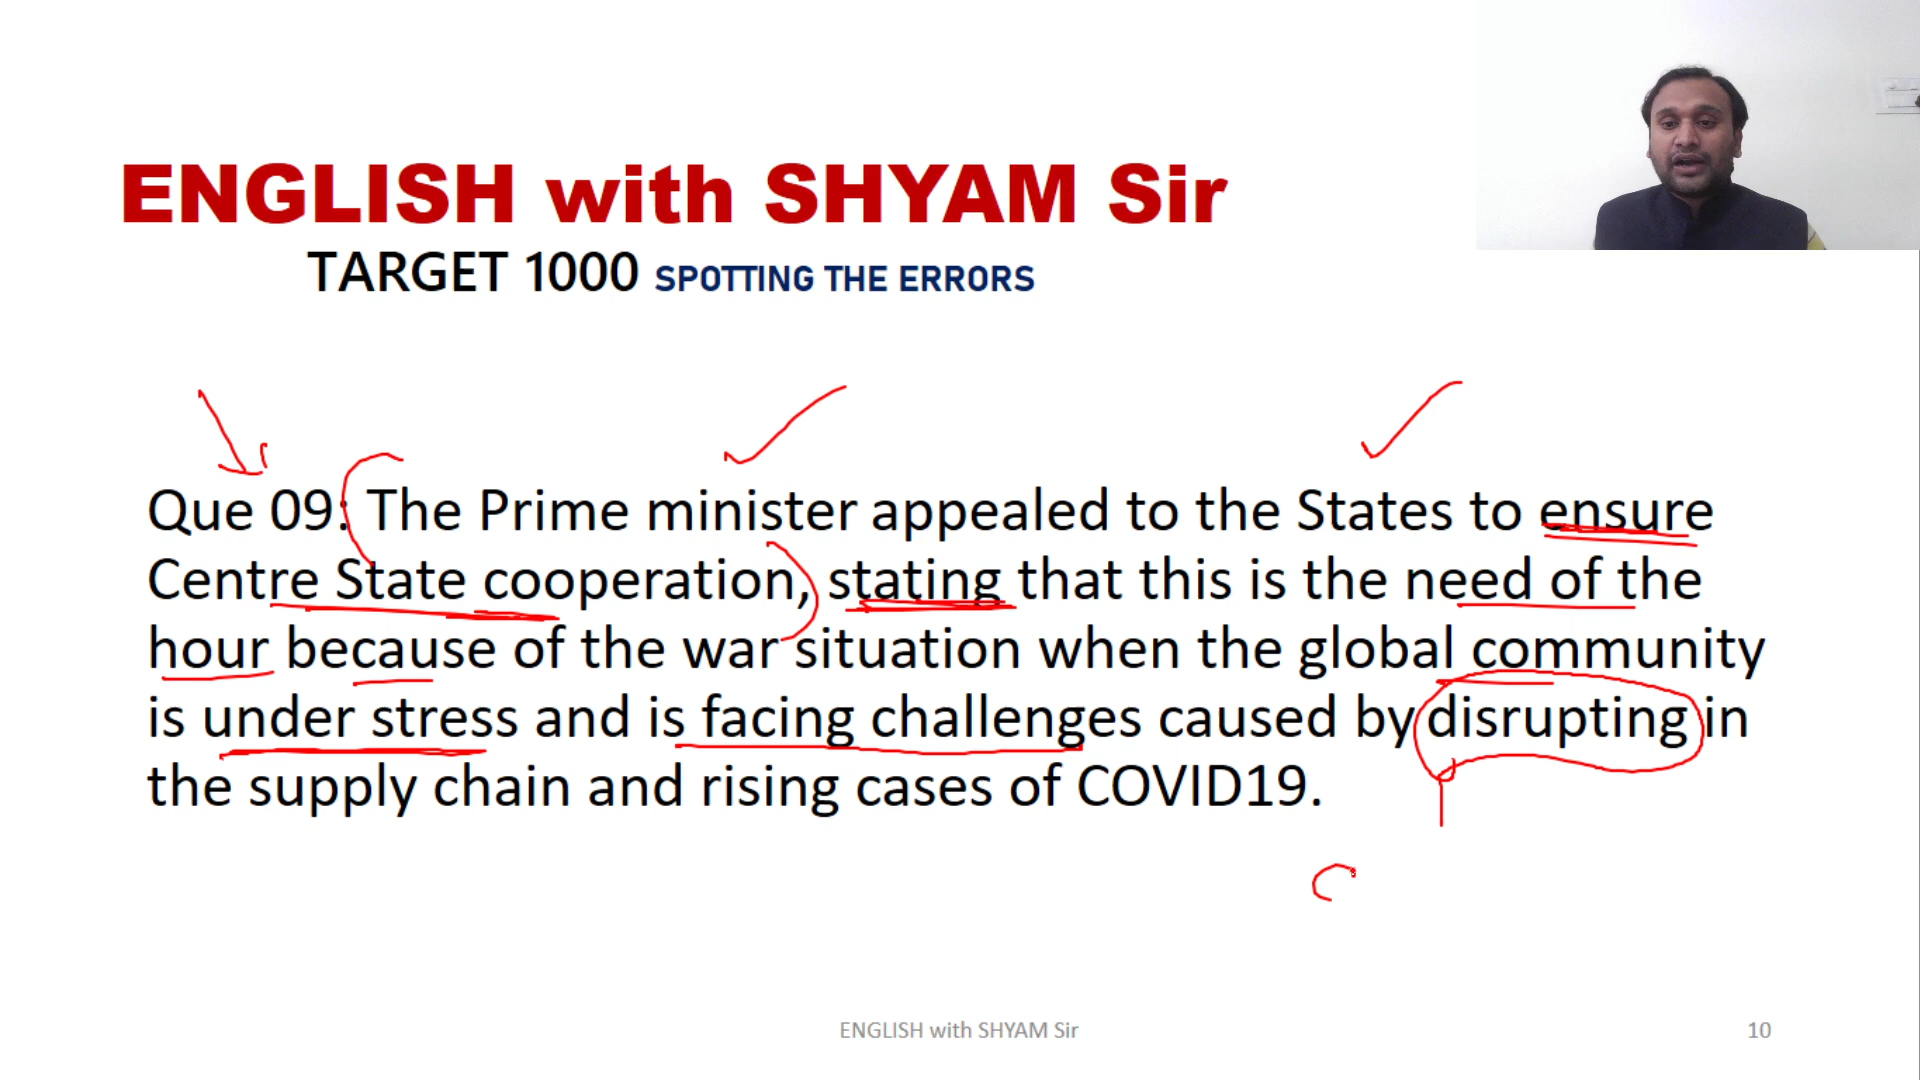 ENGLISH with SHYAM Sir
TARGET 1000 SPOTTING THE ERRORS
Que 09: The Prime minister appealed to the States to ensure
Centre State cooperation, stating that this is the need of the
hour because of the war situation when the global community
is under stress and is facing challenges caused by disrupting in
the supply chain and rising cases of COVID19.
ENGLISH with SHYAM Sir
10